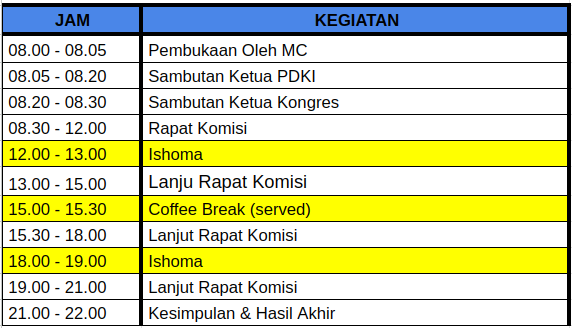 JAM KEGIATAN
08.00 - 08.05 Pembukaan Oleh MC
08.05 - 08.20 Sambutan Ketua PDKI
08.20 - 08.30 Sambutan Ketua Kongres
08.30 - 12.00 Rapat Komisi
12.00 - 13.00 Ishoma
13.00 - 15.00 Lanju Rapat Komisi
15.00 - 15.30 Coffee Break (served)
15.30 - 18.00 Lanjut Rapat Komisi
18.00 - 19.00 Ishoma
19.00 - 21.00 Lanjut Rapat Komisi
21.00 - 22.00 Kesimpulan & Hasil Akhir